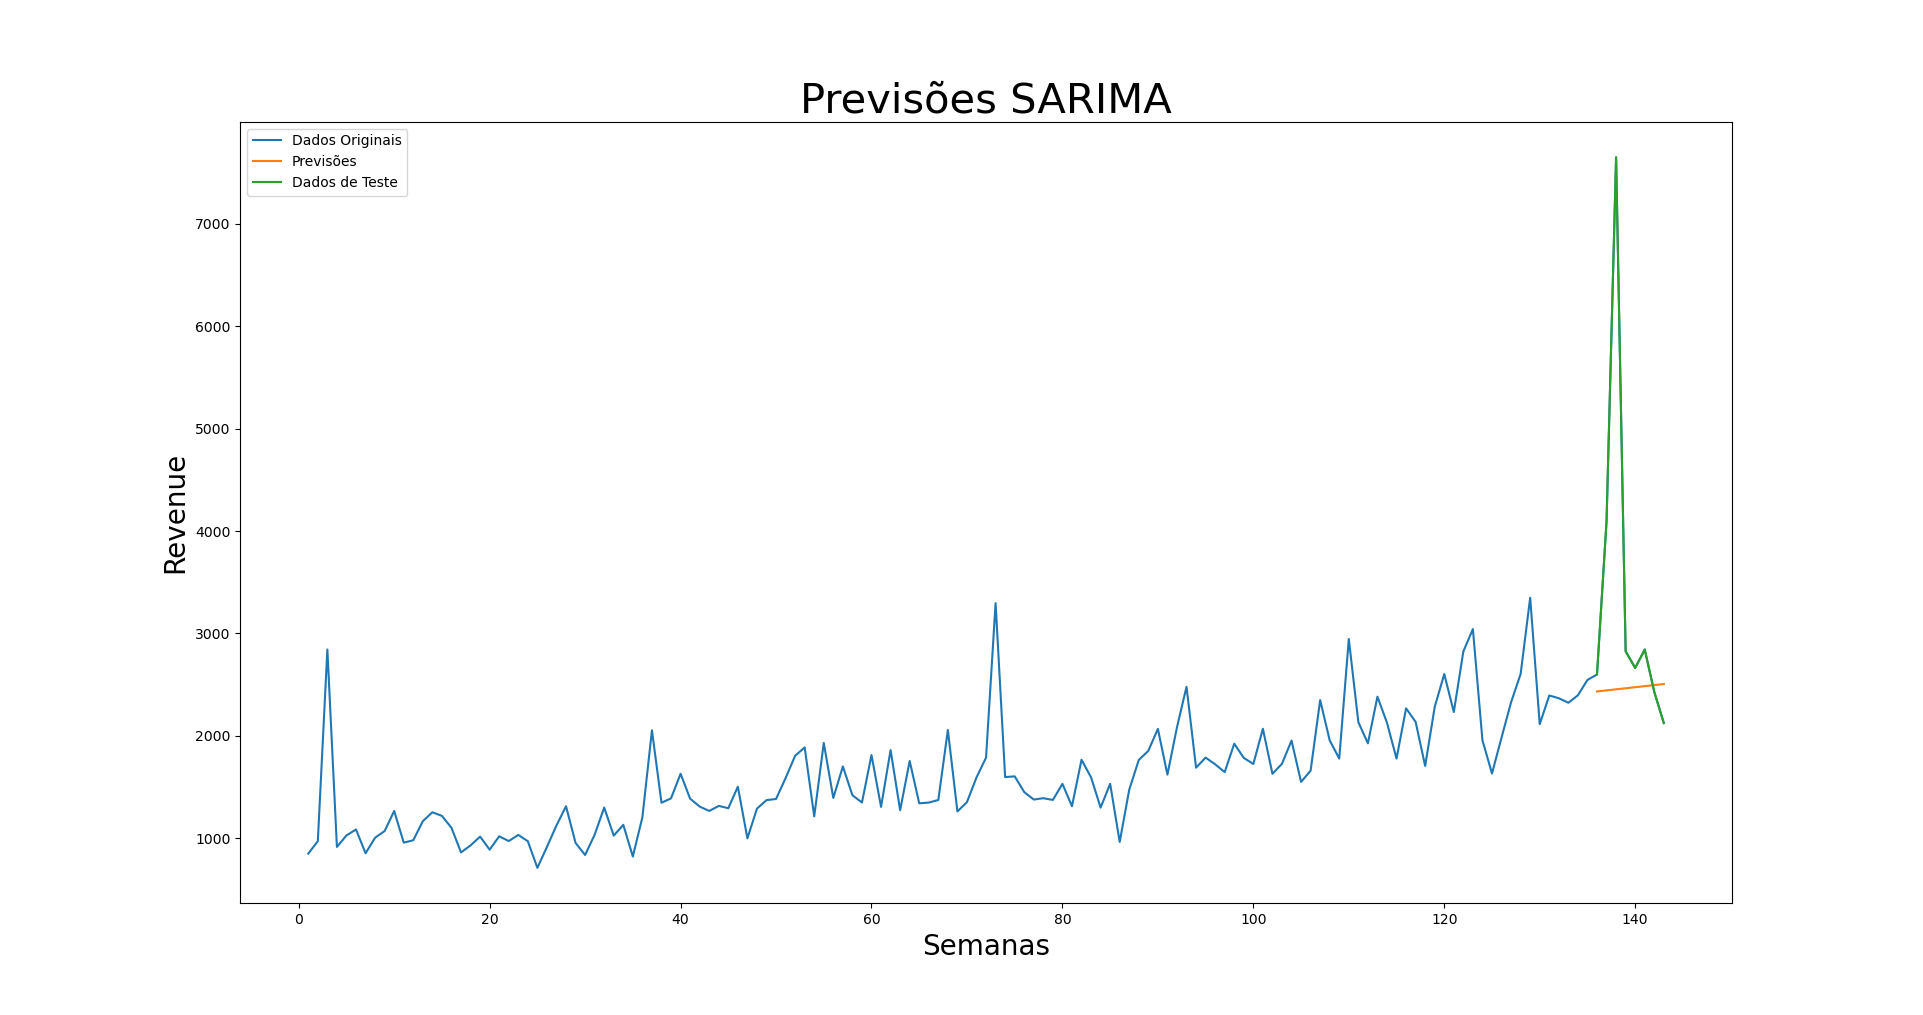 Previsões SARIMA
Dados Originais
Previsões
Dados de Teste
7000
6000
5000
4000
3000
2000
1000
Revenue
0 20 40 60 80 100 120 140
Semanas